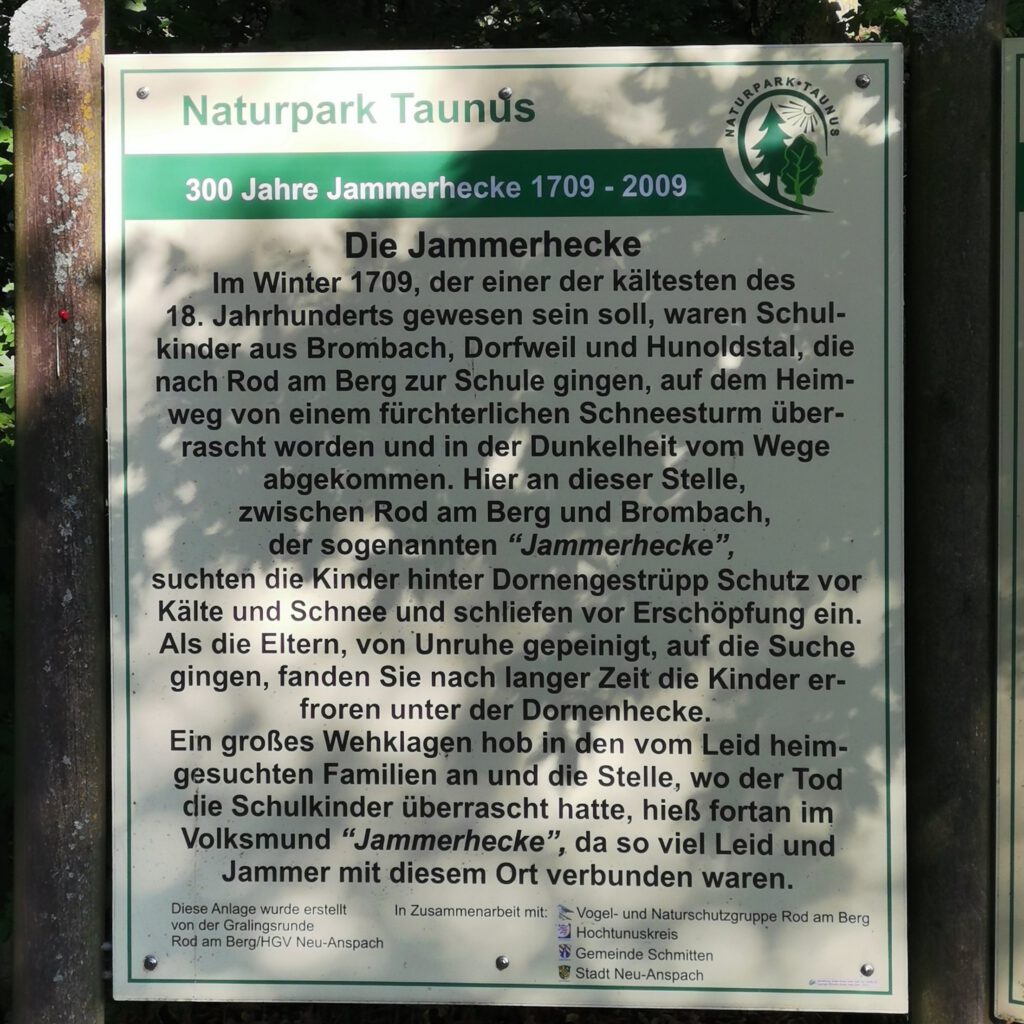 Naturpark Taunus
NATURPARK•TAUNUS
300 Jahre Jammerhecke 1709 - 2009
Die Jammerhecke
Im Winter 1709, der einer der kältesten des
18. Jahrhunderts gewesen sein soll, waren Schul-
kinder aus Brombach, Dorfweil und Hunoldstal, die
nach Rod am Berg zur Schule gingen, auf dem Heim-
weg von einem fürchterlichen Schneesturm über-
rascht worden und in der Dunkelheit vom Wege
abgekommen. Hier an dieser Stelle,
zwischen Rod am Berg und Brombach,
der sogenannten “Jammerhecke”,
suchten die Kinder hinter Dornengestrüpp Schutz vor
Kälte und Schnee und schliefen vor Erschöpfung ein.
Als die Eltern, von Unruhe gepeinigt, auf die Suche
gingen, fanden Sie nach langer Zeit die Kinder er-
froren unter der Dornenhecke.
Ein großes Wehklagen hob in den vom Leid heim-
gesuchten Familien an und die Stelle, wo der Tod
die Schulkinder überrascht hatte, hieß fortan im
Volksmund “Jammerhecke”, da so viel Leid und
Jammer mit diesem Ort verbunden waren.
Diese Anlage wurde erstellt
von der Gralingsrunde
Rod am Berg/HGV Neu-Anspach
In Zusammenarbeit mit:
Vogel- und Naturschutzgruppe Rod am Berg
Hochtunuskreis
Gemeinde Schmitten
Stadt Neu-Anspach